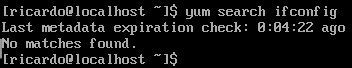 [ricardo@localhost ~]$ yum search ifconfig
Last metadata expiration check: 0:04:22 ago
No matches found.
[ricardo@localhost ~]$